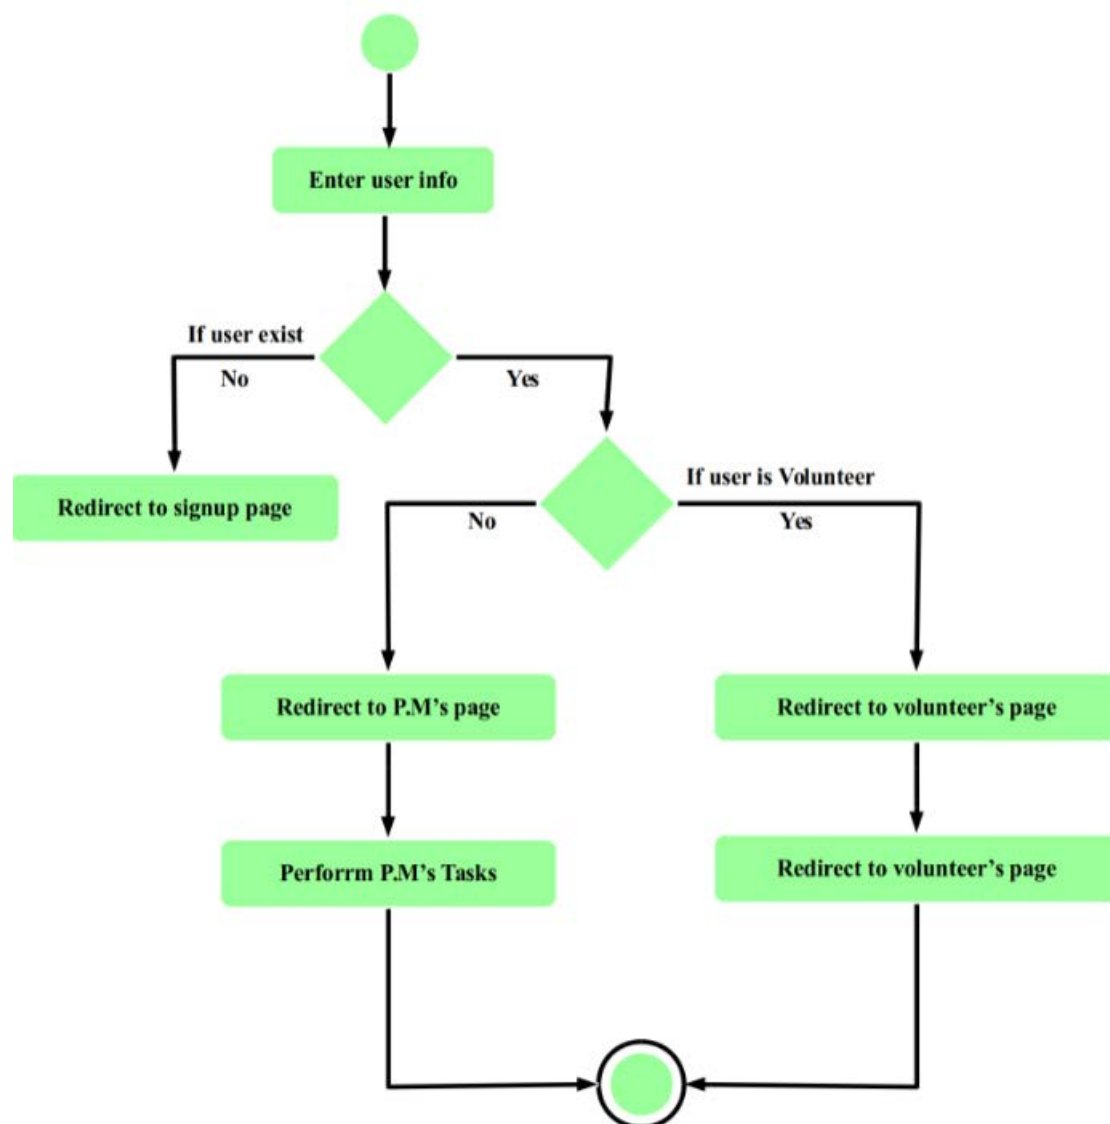 Enter user info
If user exist
No
Yes
Redirect to signup page
If user is Volunteer
No
Yes
Redirect to P.M’s page
Redirect to volunteer’s page
Perforrm P.M’s Tasks
Redirect to volunteer’s page